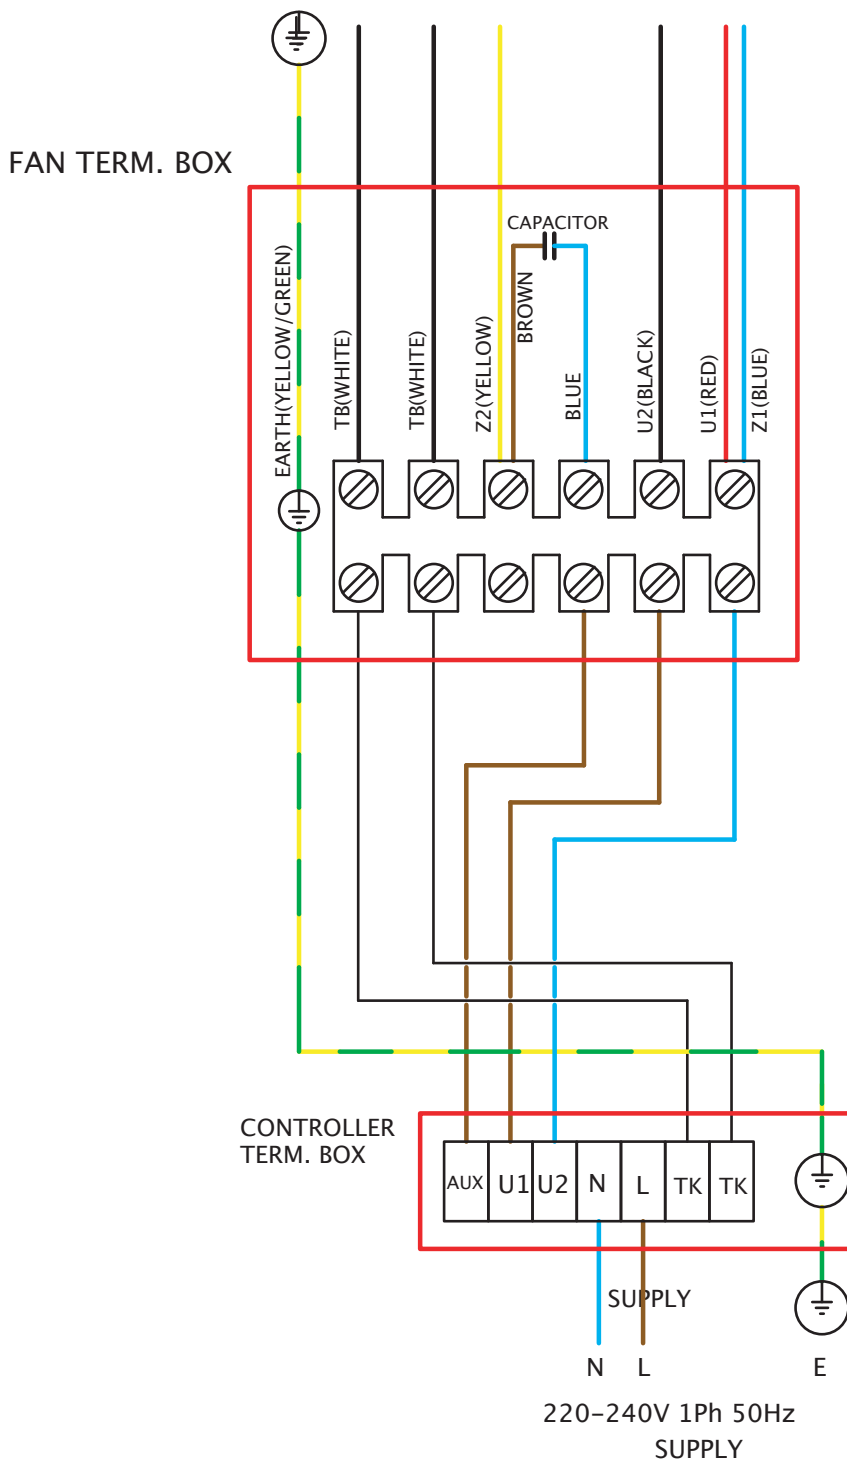 FAN TERM. BOX
CAPACITOR
EARTH(YELLOW/GREEN)
TB(WHITE)
TB(WHITE)
Z2(YELLOW)
BROWN
BLUE
U2(BLACK)
U1(RED)
Z1(BLUE)
CONTROLLER
TERM. BOX
AUX U1 U2 N L TK TK
SUPPLY
N L E
220-240V 1Ph 50Hz
SUPPLY